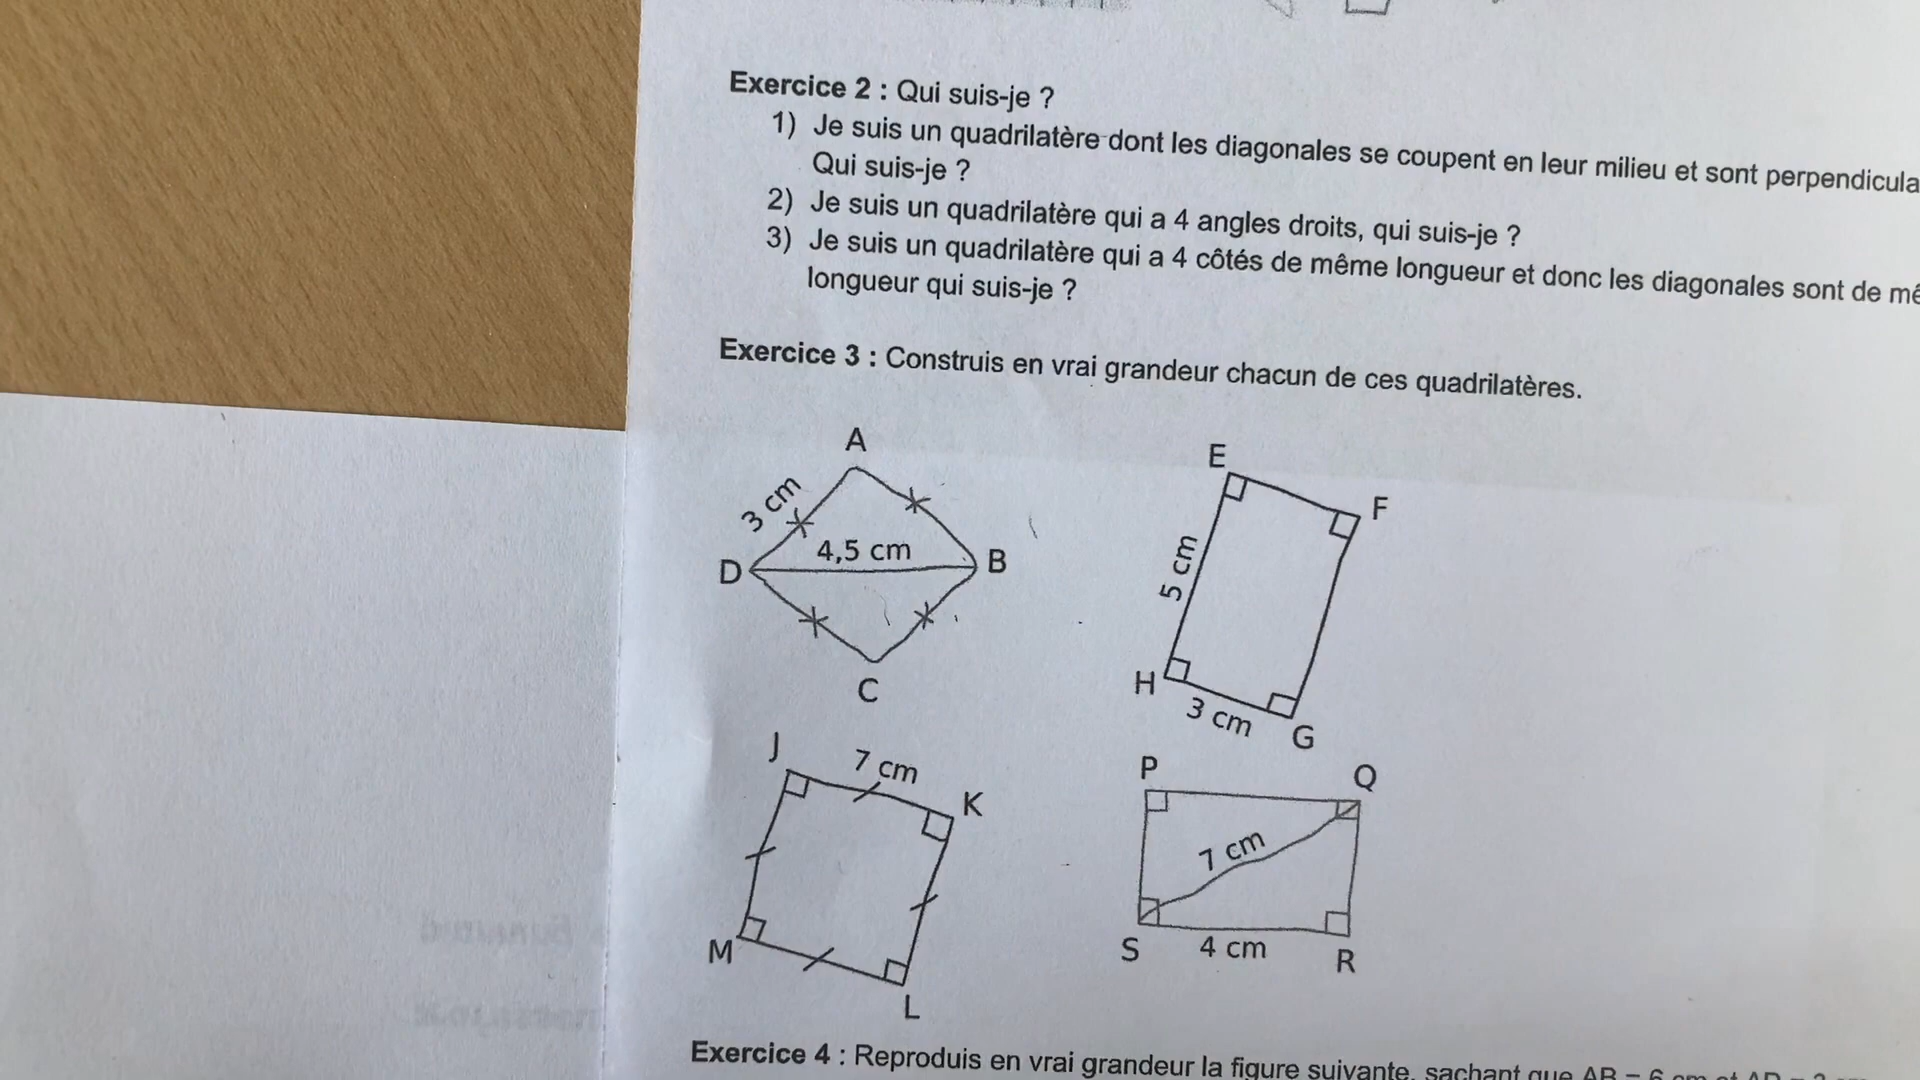 Exercice 2 : Qui suis-je ?
1) Je suis un quadrilatère dont les diagonales se coupent en leur milieu et sont perpendicula
Qui suis-je ?
2) Je suis un quadrilatère qui a 4 angles droits, qui suis-je ?
3) Je suis un quadrilatère qui a 4 côtés de même longueur et donc les diagonales sont de mê
longueur qui suis-je ?
Exercice 3 : Construis en vrai grandeur chacun de ces quadrilatères.
A
3 cm
4,5 cm
D
B
C
E
F
5 cm
H
3 cm
G
J
7 cm
K
M
L
P
Q
7 cm
S
4 cm
R
Exercice 4 : Reproduis en vrai grandeur la figure suivante, sachant que AB = 6 cm et